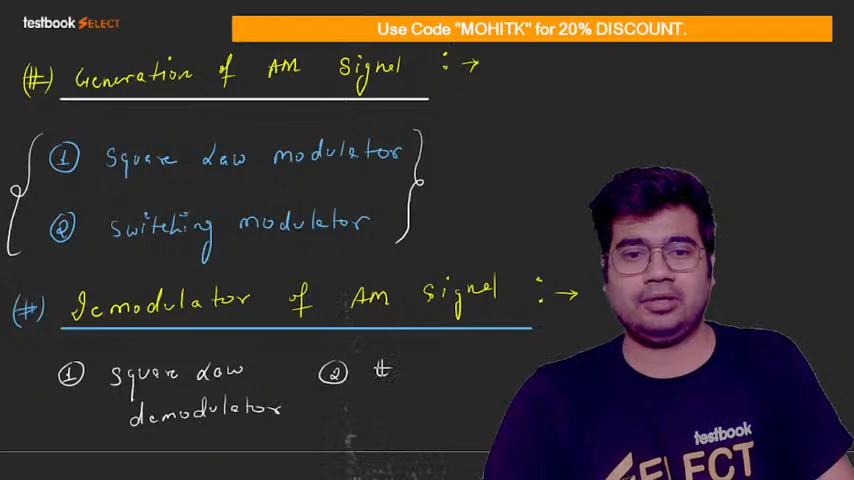 testbook SELECT
Use Code "MOHITK" for 20% DISCOUNT.
(#) Generation of AM Signal :→
① Square Law modulator
② Switching modulator
(#) Demodulator of AM Signal :→
① Square Law ②
demodulator
testbook
SELECT